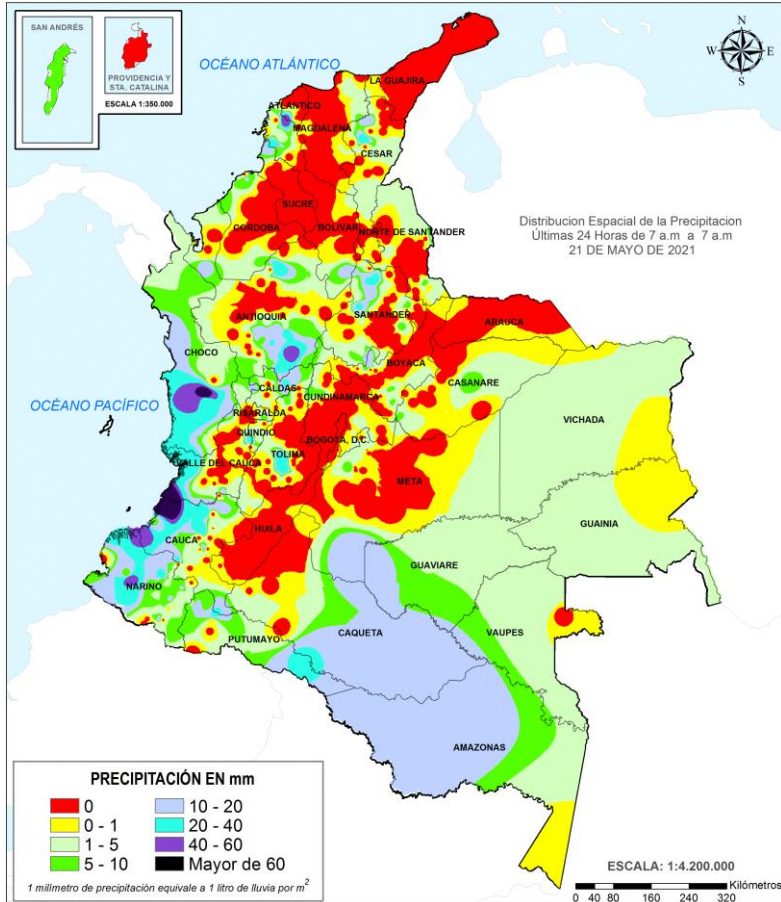 SAN ANDRÉS
PROVIDENCIA Y
STA. CATALINA
ESCALA 1:350.000
OCÉANO ATLÁNTICO
N
W
E
S
LA GUAJIRA
ATLANTICO
MAGDALENA
CESAR
SUCRE
CORDOBA
BOLIVAR
NORTE DE SANTANDER
Distribucion Espacial de la Precipitacion
Últimas 24 Horas de 7 a.m a 7 a.m
21 DE MAYO DE 2021
ANTIOQUIA
SANTANDER
ARAUCA
CHOCO
BOYACA
CASANARE
CALDAS
CUNDINAMARCA
OCÉANO PACÍFICO
RISARALDA
VICHADA
QUINDIO
BOGOTA, D.C.
TOLIMA
VALLE DEL CAUCA
META
GUAINIA
HUILA
CAUCA
GUAVIARE
NARIÑO
PUTUMAYO
CAQUETA
VAUPES
AMAZONAS
PRECIPITACIÓN EN mm
0
10 - 20
0 - 1
20 - 40
1 - 5
40 - 60
5 - 10
Mayor de 60
1 milímetro de precipitación equivale a 1 litro de lluvia por m²
ESCALA: 1:4.200.000
Kilómetros
0 40 80 160 240 320